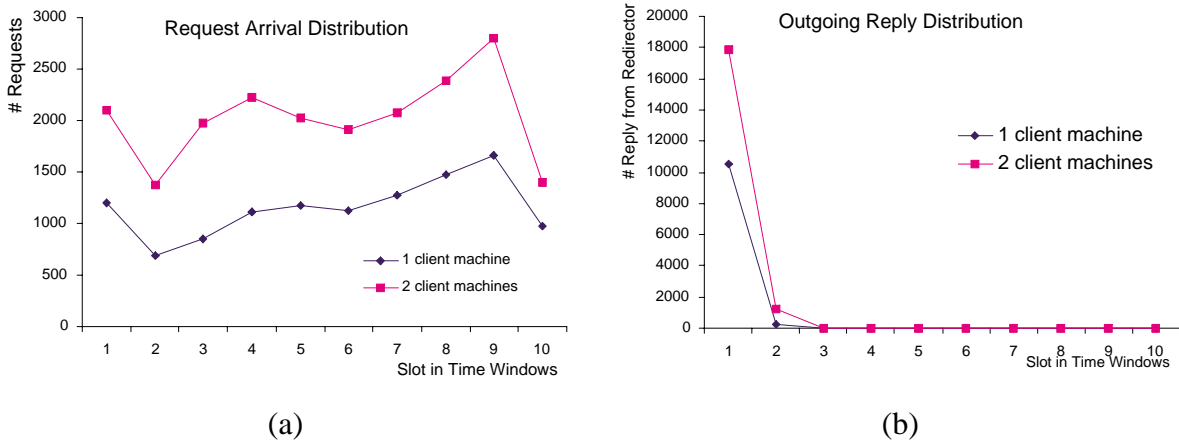 Request Arrival Distribution
# Requests
3000
2500
2000
1500
1000
500
0
1 client machine
2 client machines
1 2 3 4 5 6 7 8 9 10
Slot in Time Windows
(a)
Outgoing Reply Distribution
# Reply from Redirector
20000
18000
16000
14000
12000
10000
8000
6000
4000
2000
0
1 client machine
2 client machines
1 2 3 4 5 6 7 8 9 10
Slot in Time Windows
(b)